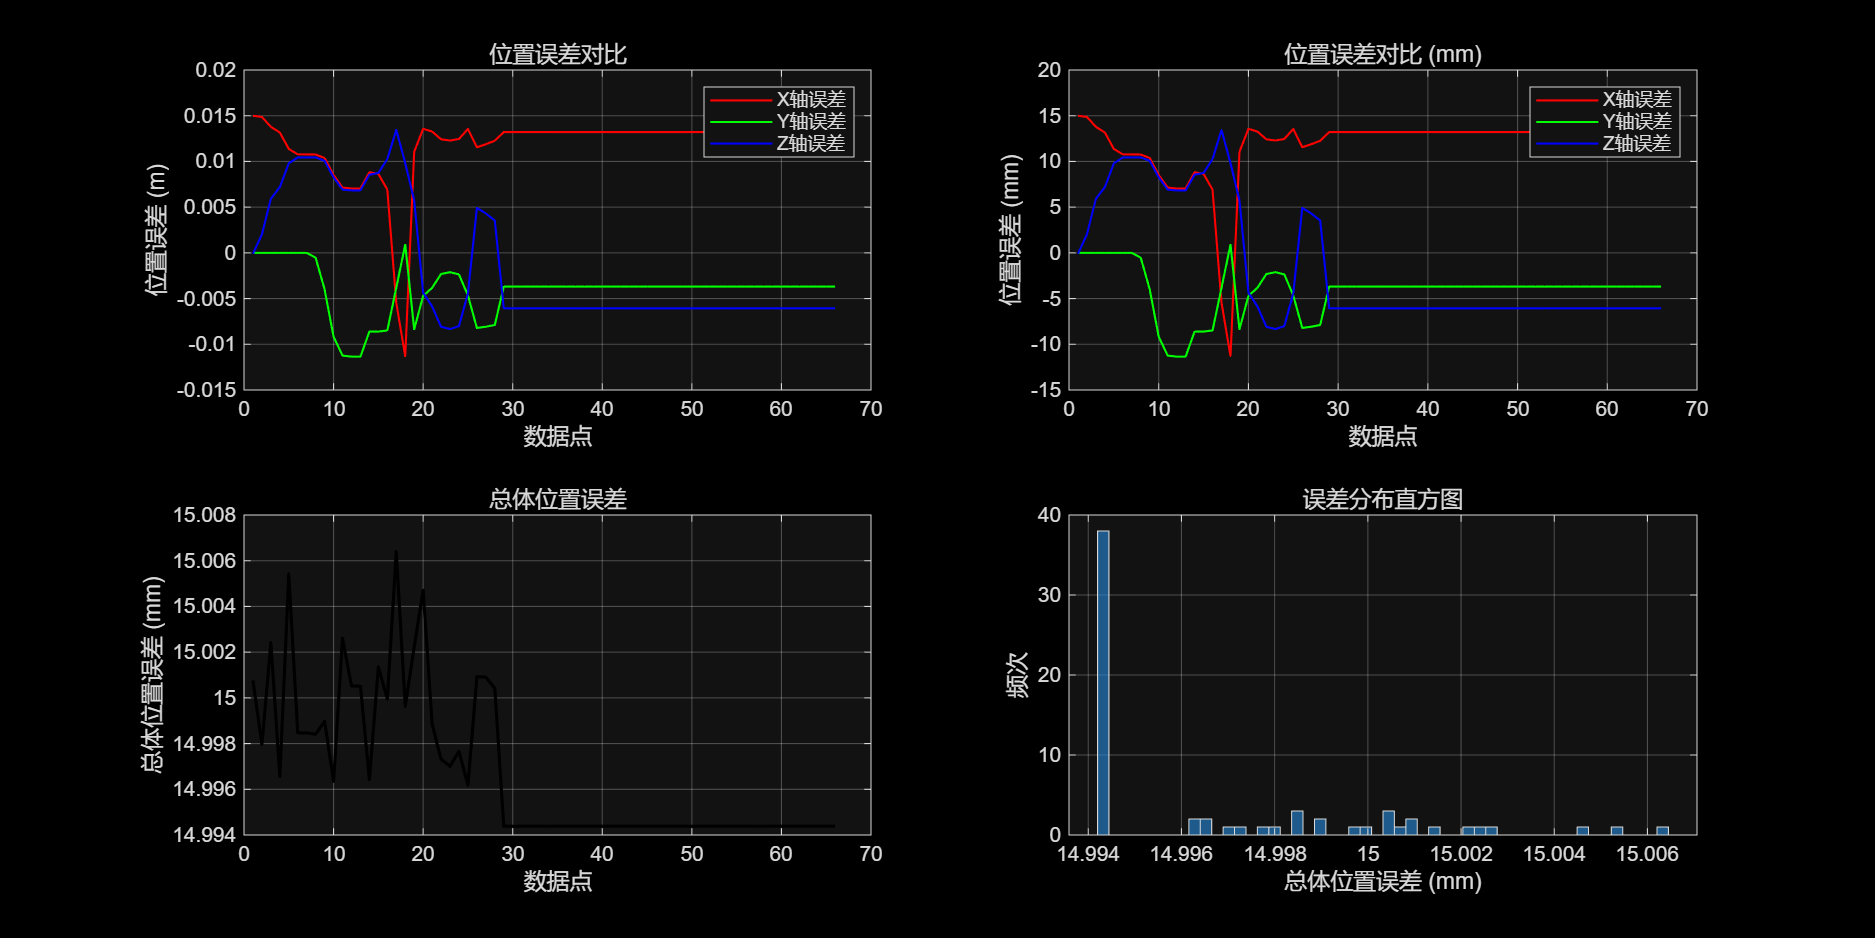 位置误差对比
0.02
0.015
0.01
0.005
0
-0.005
-0.01
-0.015
位置误差 (m)
X轴误差
Y轴误差
Z轴误差
0 10 20 30 40 50 60 70
数据点
位置误差对比 (mm)
20
15
10
5
0
-5
-10
-15
位置误差 (mm)
X轴误差
Y轴误差
Z轴误差
0 10 20 30 40 50 60 70
数据点
总体位置误差
15.008
15.006
15.004
15.002
15
14.998
14.996
14.994
总体位置误差 (mm)
0 10 20 30 40 50 60 70
数据点
误差分布直方图
40
30
20
10
0
频次
14.994 14.996 14.998 15 15.002 15.004 15.006
总体位置误差 (mm)